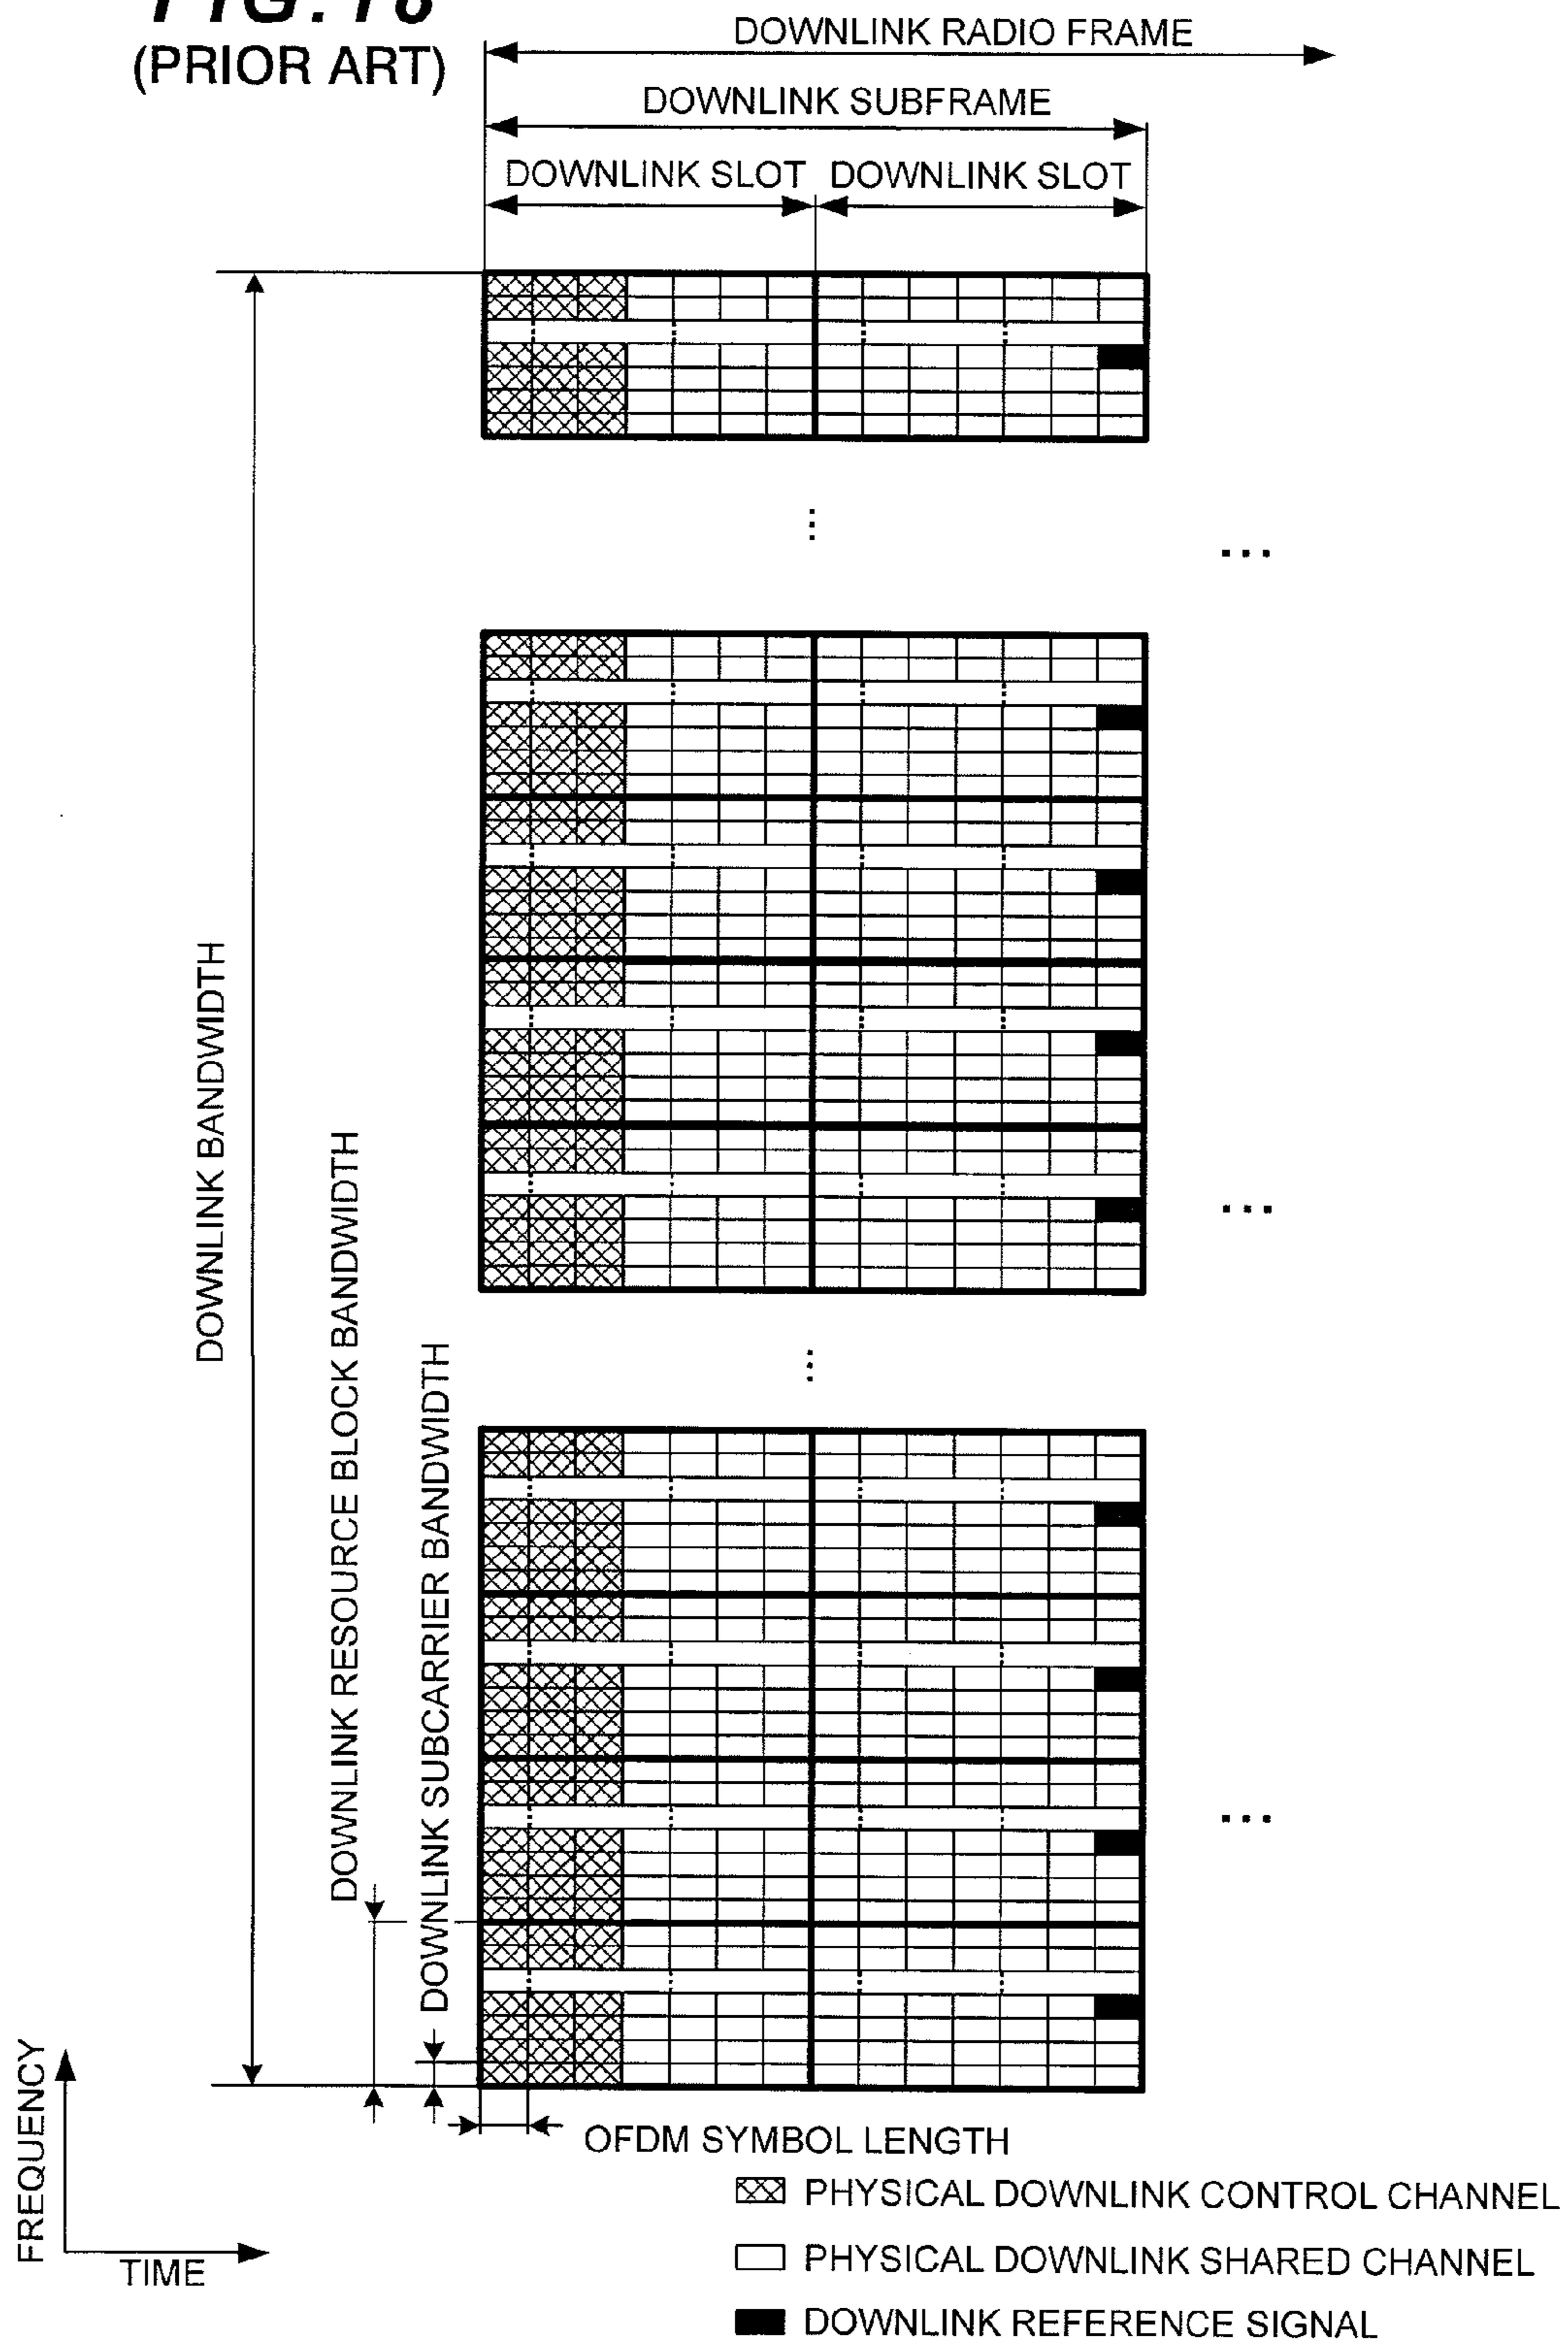 (PRIOR ART)
DOWNLINK RADIO FRAME
DOWNLINK SUBFRAME
DOWNLINK SLOT DOWNLINK SLOT
DOWNLINK BANDWIDTH
DOWNLINK RESOURCE BLOCK BANDWIDTH
DOWNLINK SUBCARRIER BANDWIDTH
FREQUENCY
TIME
OFDM SYMBOL LENGTH
PHYSICAL DOWNLINK CONTROL CHANNEL
PHYSICAL DOWNLINK SHARED CHANNEL
DOWNLINK REFERENCE SIGNAL